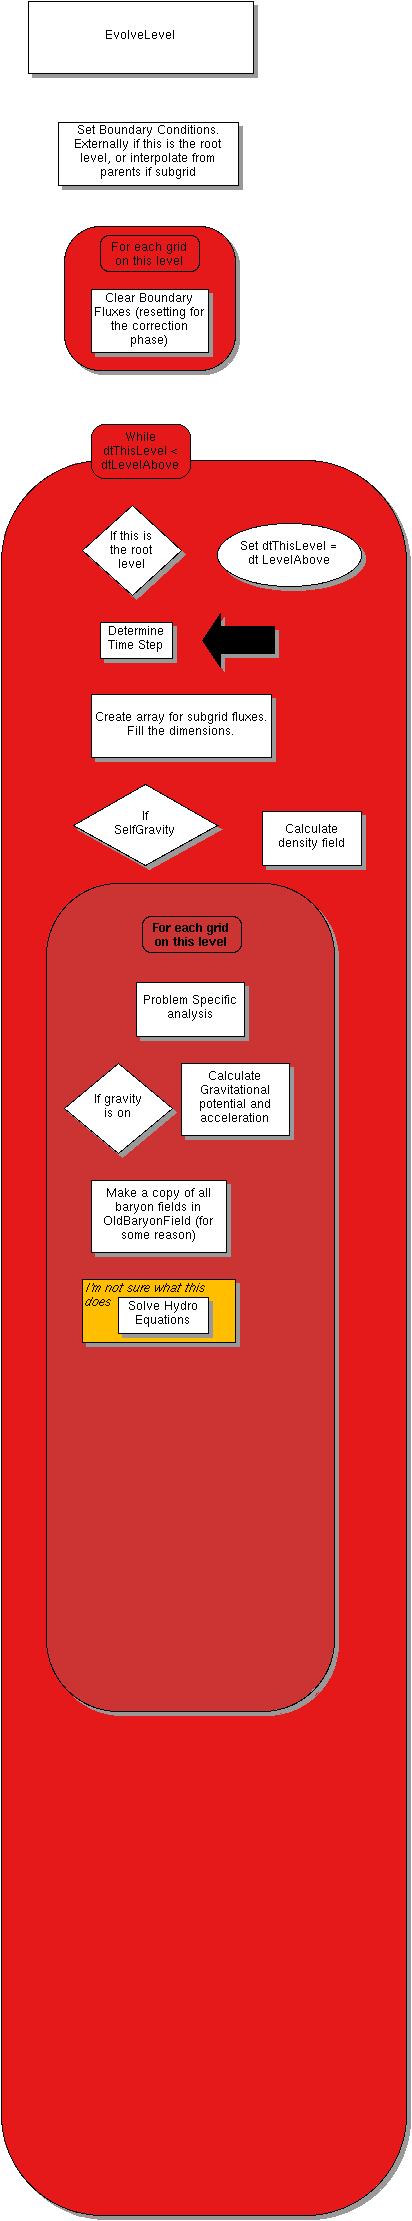 EvolveLevel
Set Boundary Conditions.
Externally if this is the root
level, or interpolate from
parents if subgrid
For each grid
on this level
Clear Boundary
Fluxes (resetting for
the correction
phase)
While
dtThisLevel <
dtLevelAbove
If this is
the root
level
Set dtThisLevel =
dt LevelAbove
Determine
Time Step
Create array for subgrid fluxes.
Fill the dimensions.
If
SelfGravity
Calculate
density field
For each grid
on this level
Problem Specific
analysis
If gravity
is on
Calculate
Gravitational
potential and
acceleration
Make a copy of all
baryon fields in
OldBaryonField (for
some reason)
I'm not sure what this
does
Solve Hydro
Equations